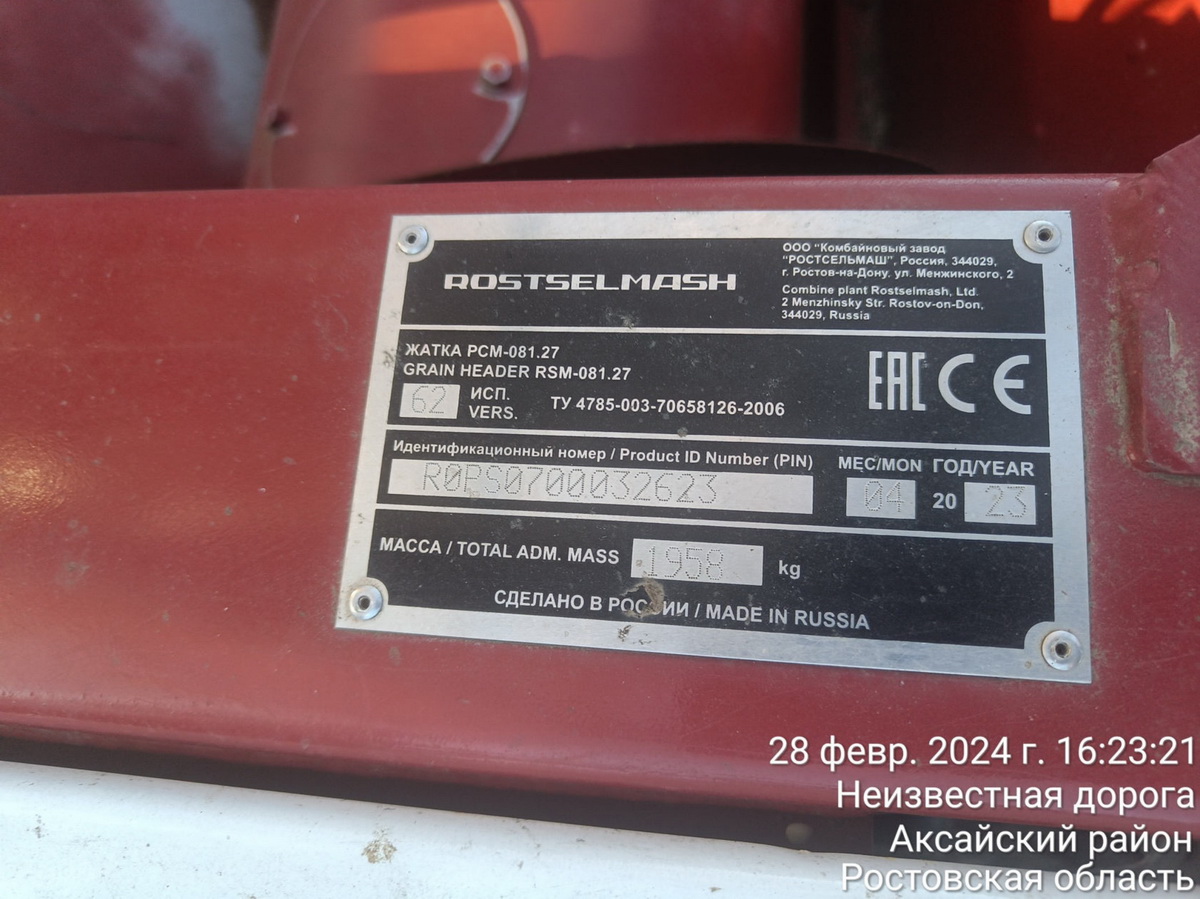 ROSTSELMASH
ООО "Комбайновый завод
"РОСТСЕЛЬМАШ", Россия, 344029,
г. Ростов-на-Дону. ул. Менжинского, 2
Combine plant Rostselmash, Ltd.
2 Menzhinsky Str. Rostov-on-Don,
344029, Russia
ЖАТКА РСМ-081.27
GRAIN HEADER RSM-081.27
62 ИСП. VERS. ТУ 4785-003-70658126-2006
EAC CE
Идентификационный номер / Product ID Number (PIN) МЕС/MON ГОД/YEAR
R0PS0700032623 04 20 23
МАССА / TOTAL ADM. MASS 1958 kg
СДЕЛАНО В РОССИИ / MADE IN RUSSIA
28 февр. 2024 г. 16:23:21
Неизвестная дорога
Аксайский район
Ростовская область